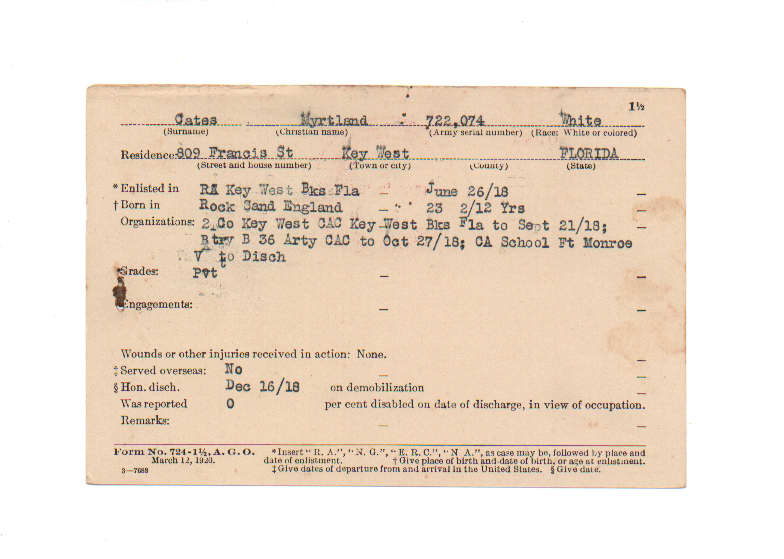 1½
Cates Myrtland 722,074 White
(Surname) (Christian name) (Army serial number) (Race: White or colored)
Residence: 809 Francis St Key West FLORIDA
(Street and house number) (Town or city) (County) (State)
* Enlisted in RA Key West Bks Fla June 26/18
† Born in Rock Sand England 23 2/12 Yrs
Organizations: 2 Co Key West CAC Key West Bks Fla to Sept 21/18;
Btry B 36 Arty CAC to Oct 27/18; CA School Ft Monroe
V to Disch
Grades: Pvt
Engagements:
Wounds or other injuries received in action: None.
‡ Served overseas: No
§ Hon. disch. Dec 16/18 on demobilization
Was reported 0 per cent disabled on date of discharge, in view of occupation.
Remarks:
Form No. 724-1½, A. G. O. *Insert "R. A.", "N. G.", "E. R. C.", "N A.", as case may be, followed by place and
March 12, 1920. date of enlistment. † Give place of birth and date of birth, or age at enlistment.
3—7688 ‡ Give dates of departure from and arrival in the United States. § Give date.